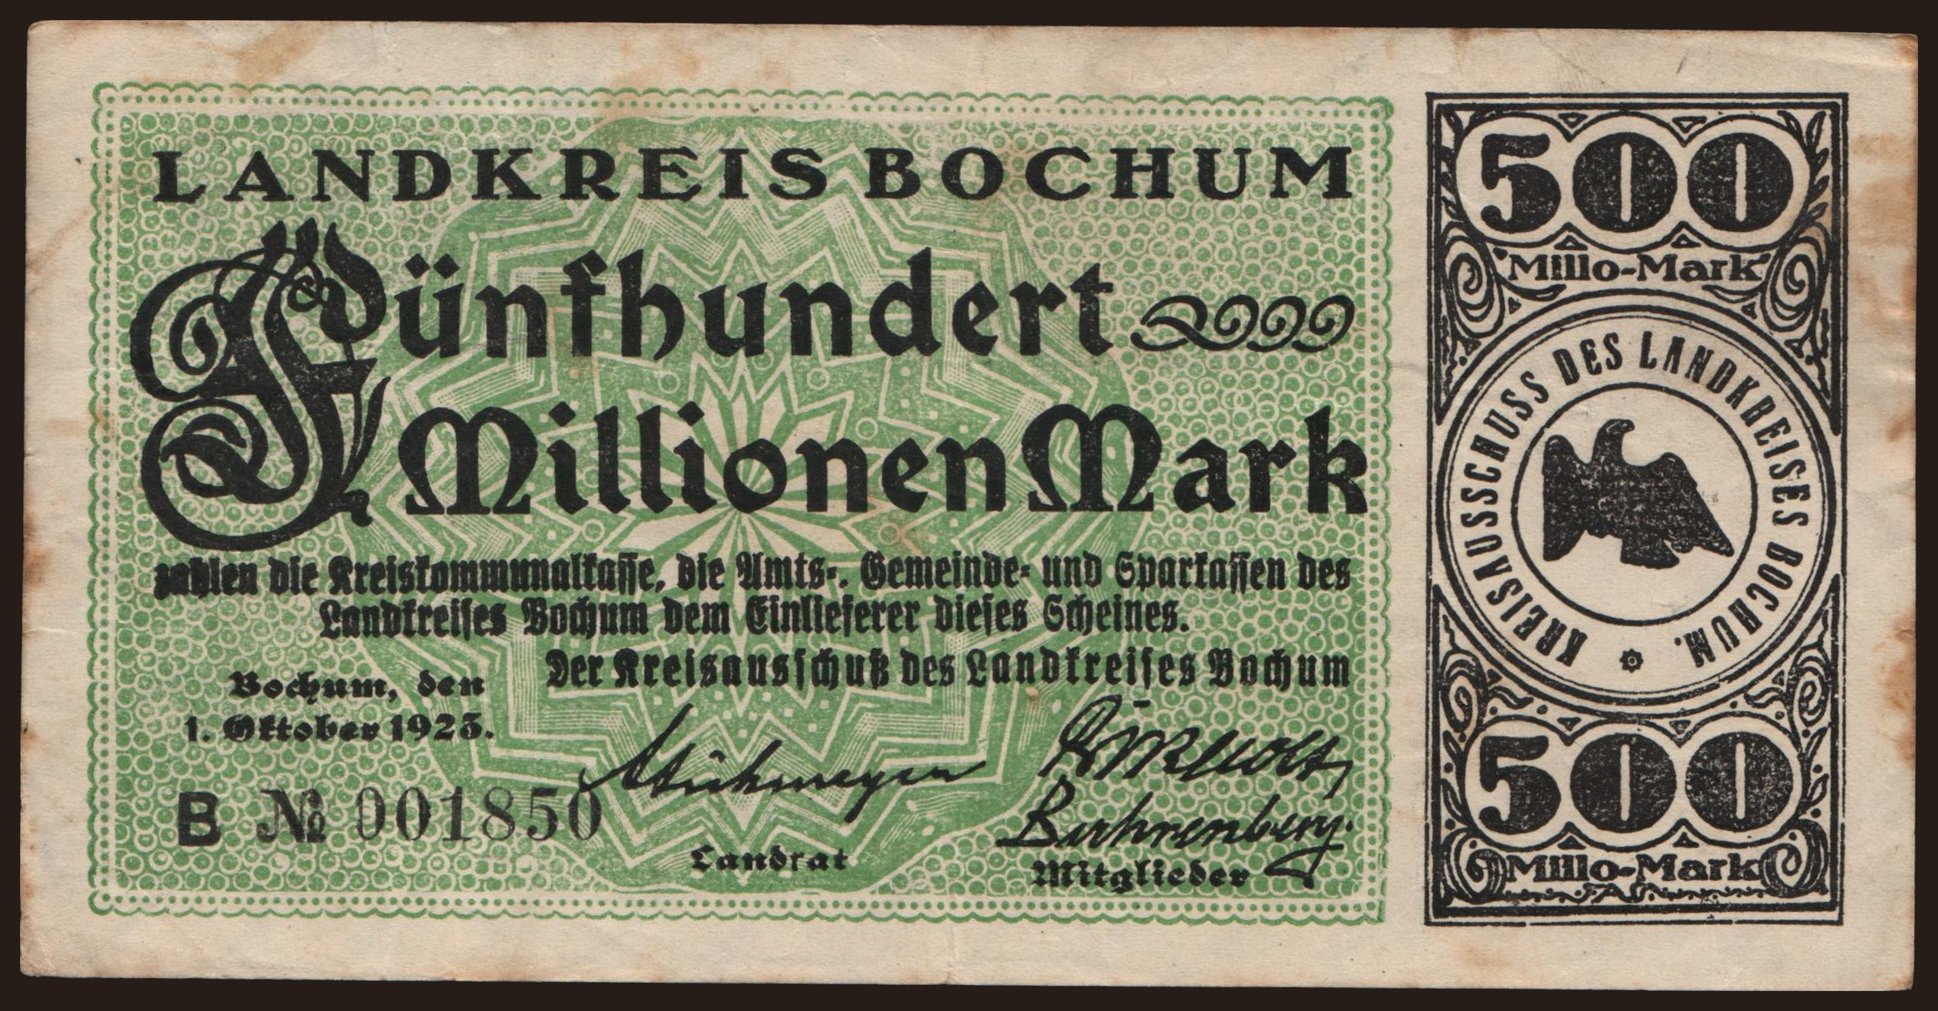 LANDKREIS BOCHUM
Fünfhundert
Millionen Mark
zahlen die Kreiskommunalkasse, die Amts-, Gemeinde- und Sparkassen des
Landkreises Bochum dem Einlieferer dieses Scheines.
Der Kreisausschuß des Landkreises Bochum
Bochum, den
1. Oktober 1923.
B № 001850
Landrat
Mitglieder
500
Millo-Mark
KREISAUSSCHUSS DES LANDKREISES BOCHUM.
500
Millo-Mark